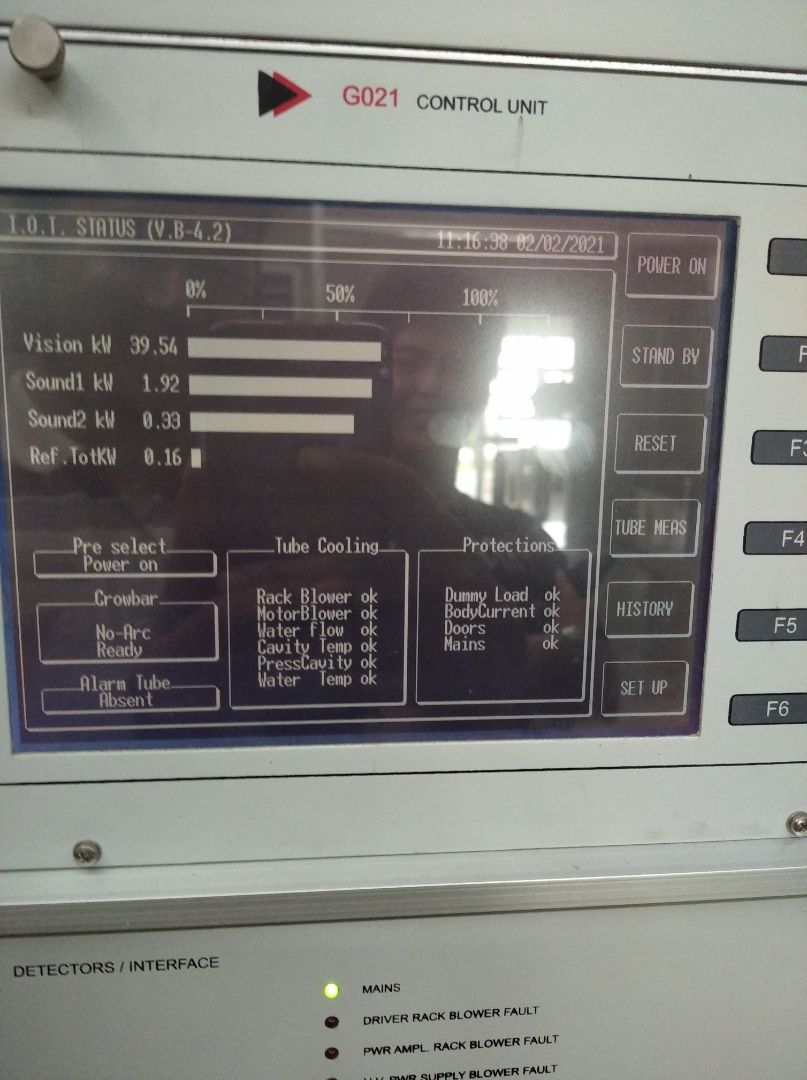 G021 CONTROL UNIT
I.O.T. STATUS (V.B-4.2) 11:16:38 02/02/2021
0% 50% 100%
Vision kW 39.54
Sound1 kW 1.92
Sound2 kW 0.33
Ref.TotKW 0.16
Pre select
Power on
Crowbar
No-Arc
Ready
Alarm Tube
Absent
Tube Cooling
Rack Blower ok
MotorBlower ok
Water flow ok
Cavity Temp ok
PressCavity ok
Water Temp ok
Protections
Dummy Load ok
BodyCurrent ok
Doors ok
Mains ok
POWER ON
STAND BY
RESET
TUBE MEAS
HISTORY
SET UP
F4
F5
F6
DETECTORS / INTERFACE
MAINS
DRIVER RACK BLOWER FAULT
PWR AMPL. RACK BLOWER FAULT
H.V. PWR SUPPLY BLOWER FAULT